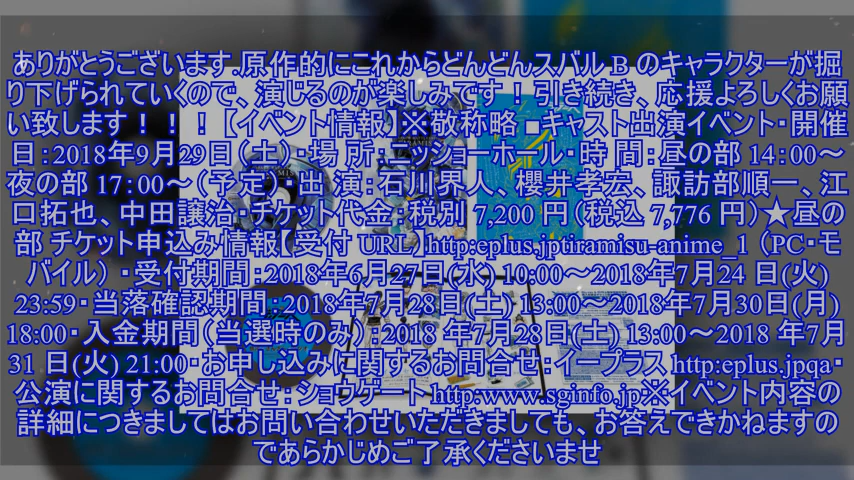 ありがとうございます.原作的にこれからどんどんスバル B のキャラクターが掘
り下げられていくので、演じるのが楽しみです！引き続き、応援よろしくお願
い致します！！！【イベント情報】※敬称略 ■キャスト出演イベント・開催
日：2018年9月29日（土）・場 所：ニッショーホール・時 間：昼の部 14：00～
夜の部 17：00～（予定）・出 演：石川界人、櫻井孝宏、諏訪部順一、江
口拓也、中田譲治・チケット代金：税別 7,200 円（税込 7,776 円）★昼の
部 チケット申込み情報【受付 URL】http:eplus.jptiramisu-anime_1（PC・モ
バイル）・受付期間：2018年6月27日(水) 10:00～2018年7月24 日(火)
23:59・当落確認期間：2018年7月28日(土) 13:00～2018年7月30日(月)
18:00・入金期間（当選時のみ）：2018 年7月28日(土) 13:00～2018 年7月
31 日(火) 21:00・お申し込みに関するお問合せ：イープラス http:eplus.jpqa・
公演に関するお問合せ：ショウゲート http:www.sginfo.jp※イベント内容の
詳細につきましてはお問い合わせいただきましても、お答えできかねますの
であらかじめご了承くださいませ